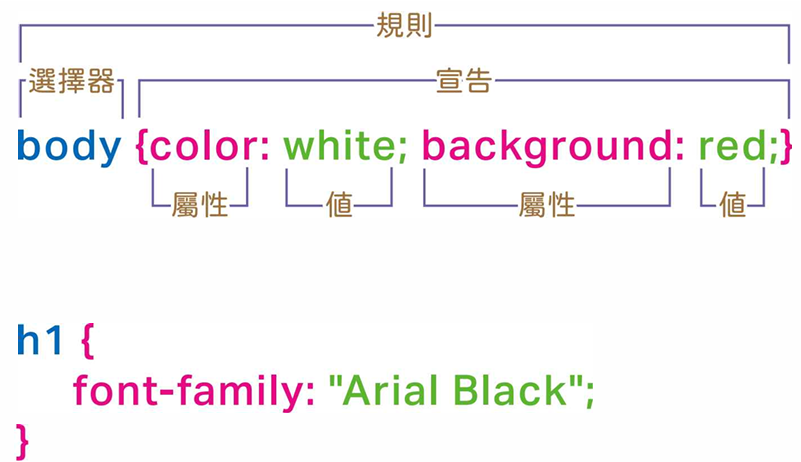 規則
選擇器 宣告
body {color: white; background: red;}
屬性 值 屬性 值
h1 {
font-family: "Arial Black";
}